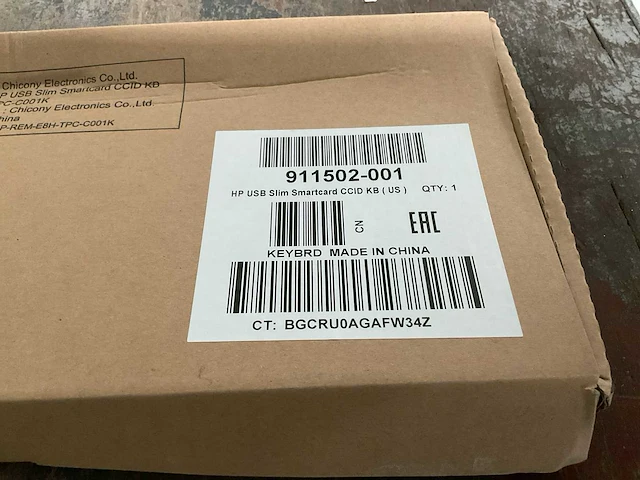 Chicony Electronics Co.,Ltd.
HP USB Slim Smartcard CCID KB
TPC-C001K
: Chicony Electronics Co.,Ltd.
China
P-REM-E8H-TPC-C001K
911502-001
HP USB Slim Smartcard CCID KB ( US ) QTY: 1
CN
EAC
KEYBRD MADE IN CHINA
CT: BGCRU0AGAFW34Z